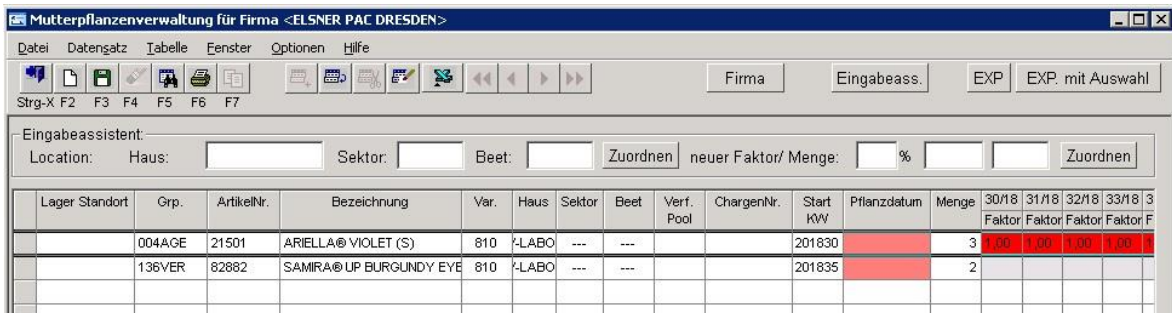 Mutterpflanzenverwaltung für Firma <ELSNER PAC DRESDEN>
Datei Datensatz Tabelle Fenster Optionen Hilfe
Firma Eingabeass. EXP EXP. mit Auswahl
Strg-X F2 F3 F4 F5 F6 F7
Eingabeassistent:
Location: Haus: Sektor: Beet: Zuordnen neuer Faktor/ Menge: % Zuordnen
Lager Standort Grp. ArtikelNr. Bezeichnung Var. Haus Sektor Beet Verf. Pool ChargenNr. Start KW Pflanzdatum Menge 30/18 31/18 32/18 33/18 3
Faktor Faktor Faktor Faktor F
004AGE 21501 ARIELLA® VIOLET (S) 810 -LABO --- --- 201830 3 1,00 1,00 1,00 1,00 1
136VER 82882 SAMIRA® UP BURGUNDY EYE 810 -LABO --- --- 201835 2